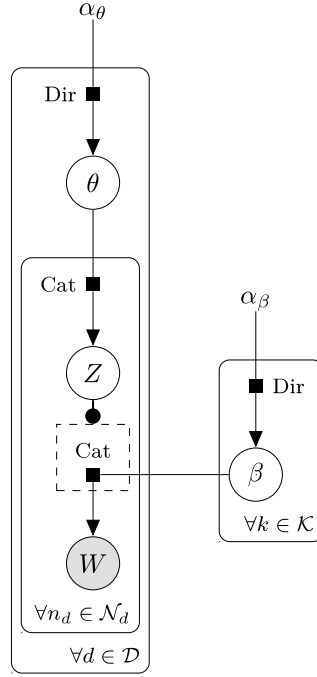 α_θ
Dir
θ
Cat
α_β
Z
Dir
Cat
β
∀k ∈ 𝒦
W
∀n_d ∈ 𝒩_d
∀d ∈ 𝒟